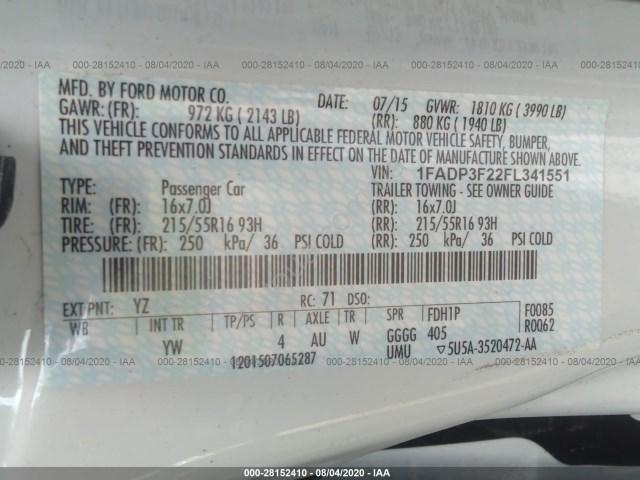 000-28152410 - 08/04/2020 - IAA
MFD. BY FORD MOTOR CO. DATE: 07/15 GVWR: 1810 KG ( 3990 LB)
GAWR: (FR): 972 KG ( 2143 LB) (RR): 880 KG ( 1940 LB)
THIS VEHICLE CONFORMS TO ALL APPLICABLE FEDERAL MOTOR VEHICLE SAFETY, BUMPER,
AND THEFT PREVENTION STANDARDS IN EFFECT ON THE DATE OF MANUFACTURE SHOWN ABOVE.
VIN: 1FADP3F22FL341551
TYPE: Passenger Car TRAILER TOWING - SEE OWNER GUIDE
RIM: (FR): 16x7.0J (RR): 16x7.0J
TIRE: (FR): 215/55R16 93H (RR): 215/55R16 93H
PRESSURE: (FR): 250 kPa/ 36 PSI COLD (RR): 250 kPa/ 36 PSI COLD
EXT PNT: YZ RC: 71 DSO: F0085
WB INT TR TP/PS R AXLE TR SPR FDH1P R0062
YW 4 AU W GGGG 405
UMU ▽5U5A-3520472-AA
1201507065287
000-28152410 - 08/04/2020 - IAA